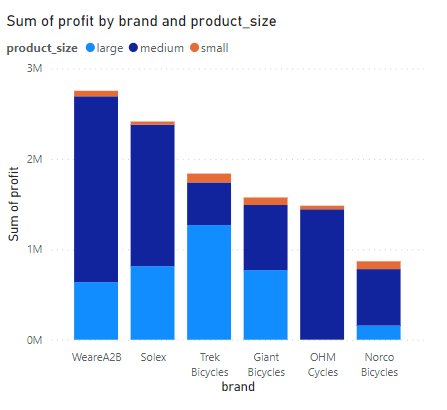 Sum of profit by brand and product_size
product_size large medium small
3M
2M
1M
0M
Sum of profit
WeareA2B Solex Trek Giant OHM Norco
Bicycles Bicycles Cycles Bicycles
brand